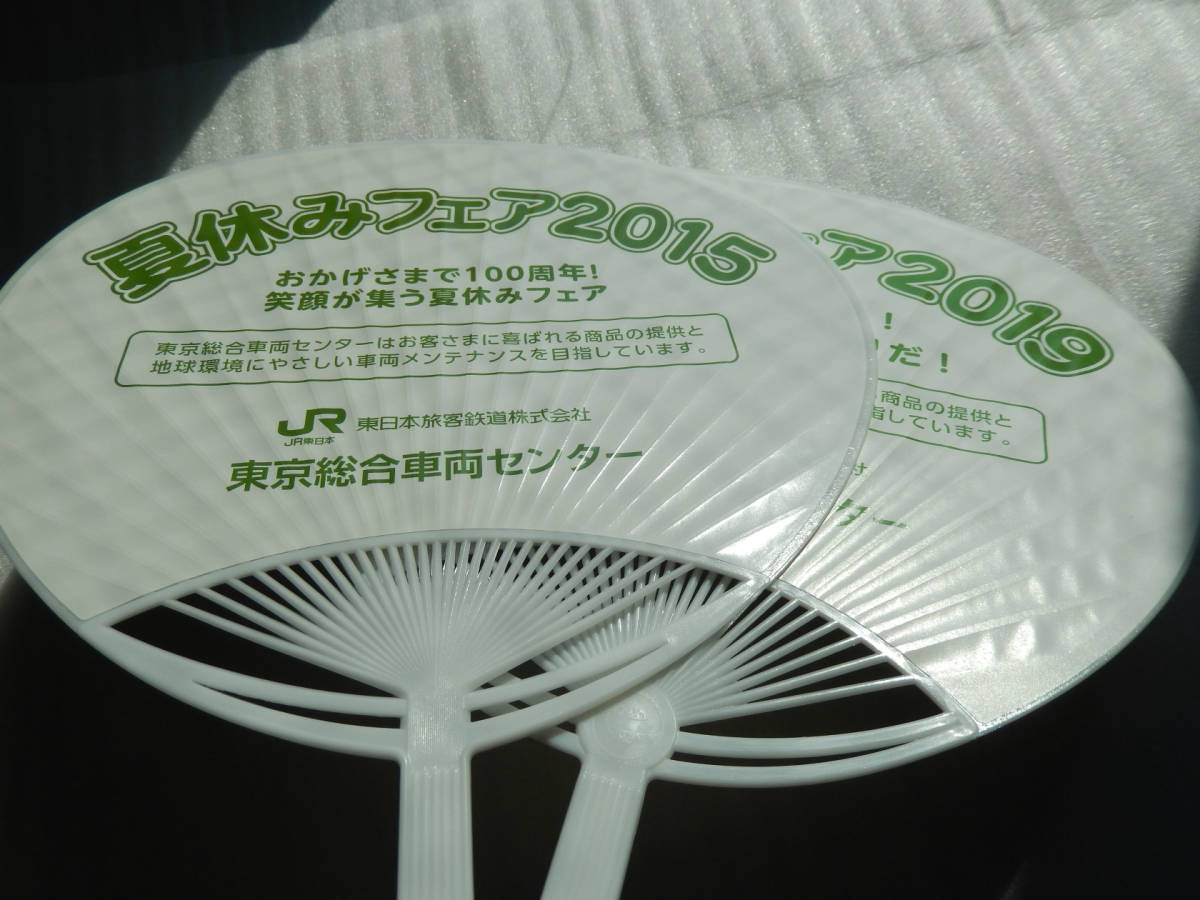 夏休みフェア2015
おかげさまで100周年!
笑顔が集う夏休みフェア
東京総合車両センターはお客さまに喜ばれる商品の提供と
地球環境にやさしい車両メンテナンスを目指しています。
JR 東日本旅客鉄道株式会社
JR東日本
東京総合車両センター
ェア2019
!
だ!
商品の提供と
指しています。
ター